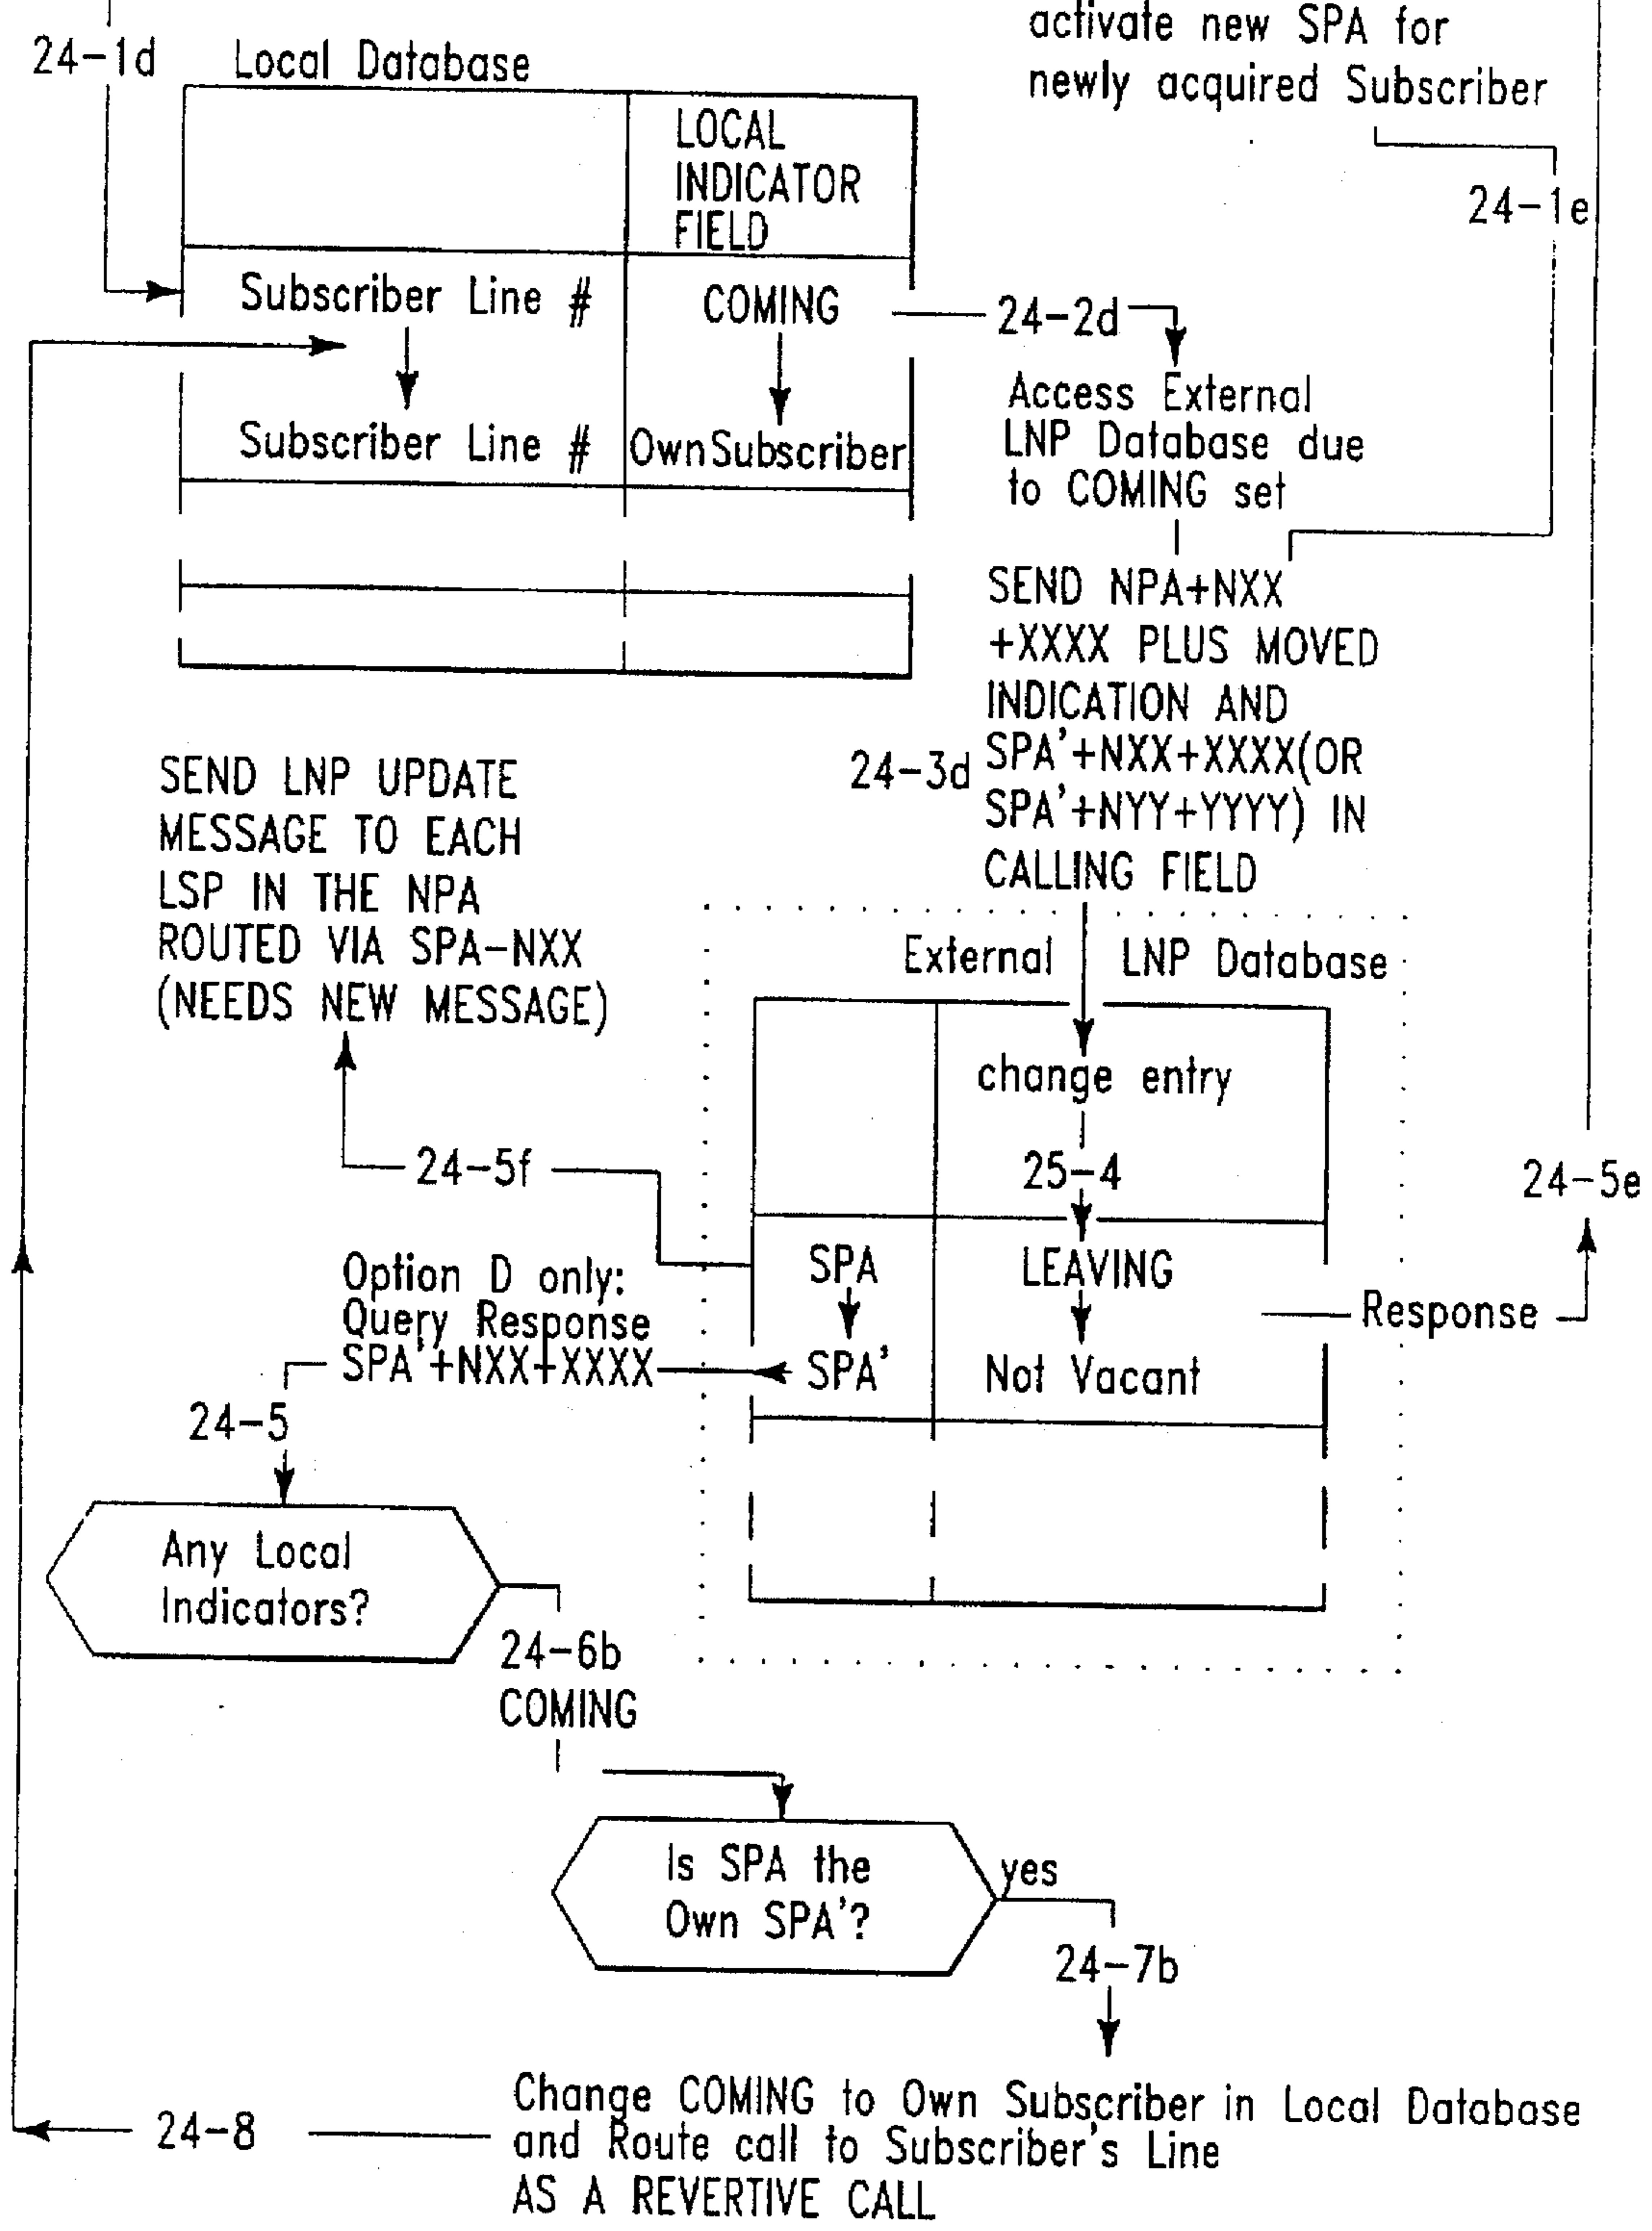 activate new SPA for
newly acquired Subscriber
24-1d
Local Database
LOCAL
INDICATOR
FIELD
24-1e
Subscriber Line #
COMING
24-2d
Subscriber Line #
Own Subscriber
Access External
LNP Database due
to COMING set
SEND NPA+NXX
+XXXX PLUS MOVED
INDICATION AND
SPA'+NXX+XXXX(OR
SPA'+NYY+YYYY) IN
CALLING FIELD
24-3d
SEND LNP UPDATE
MESSAGE TO EACH
LSP IN THE NPA
ROUTED VIA SPA-NXX
(NEEDS NEW MESSAGE)
External LNP Database
change entry
25-4
24-5f
24-5e
SPA
LEAVING
Response
SPA'
Not Vacant
Option D only:
Query Response
SPA'+NXX+XXXX
24-5
Any Local
Indicators?
24-6b
COMING
Is SPA the
Own SPA'?
yes
24-7b
Change COMING to Own Subscriber in Local Database
and Route call to Subscriber's Line
AS A REVERTIVE CALL
24-8